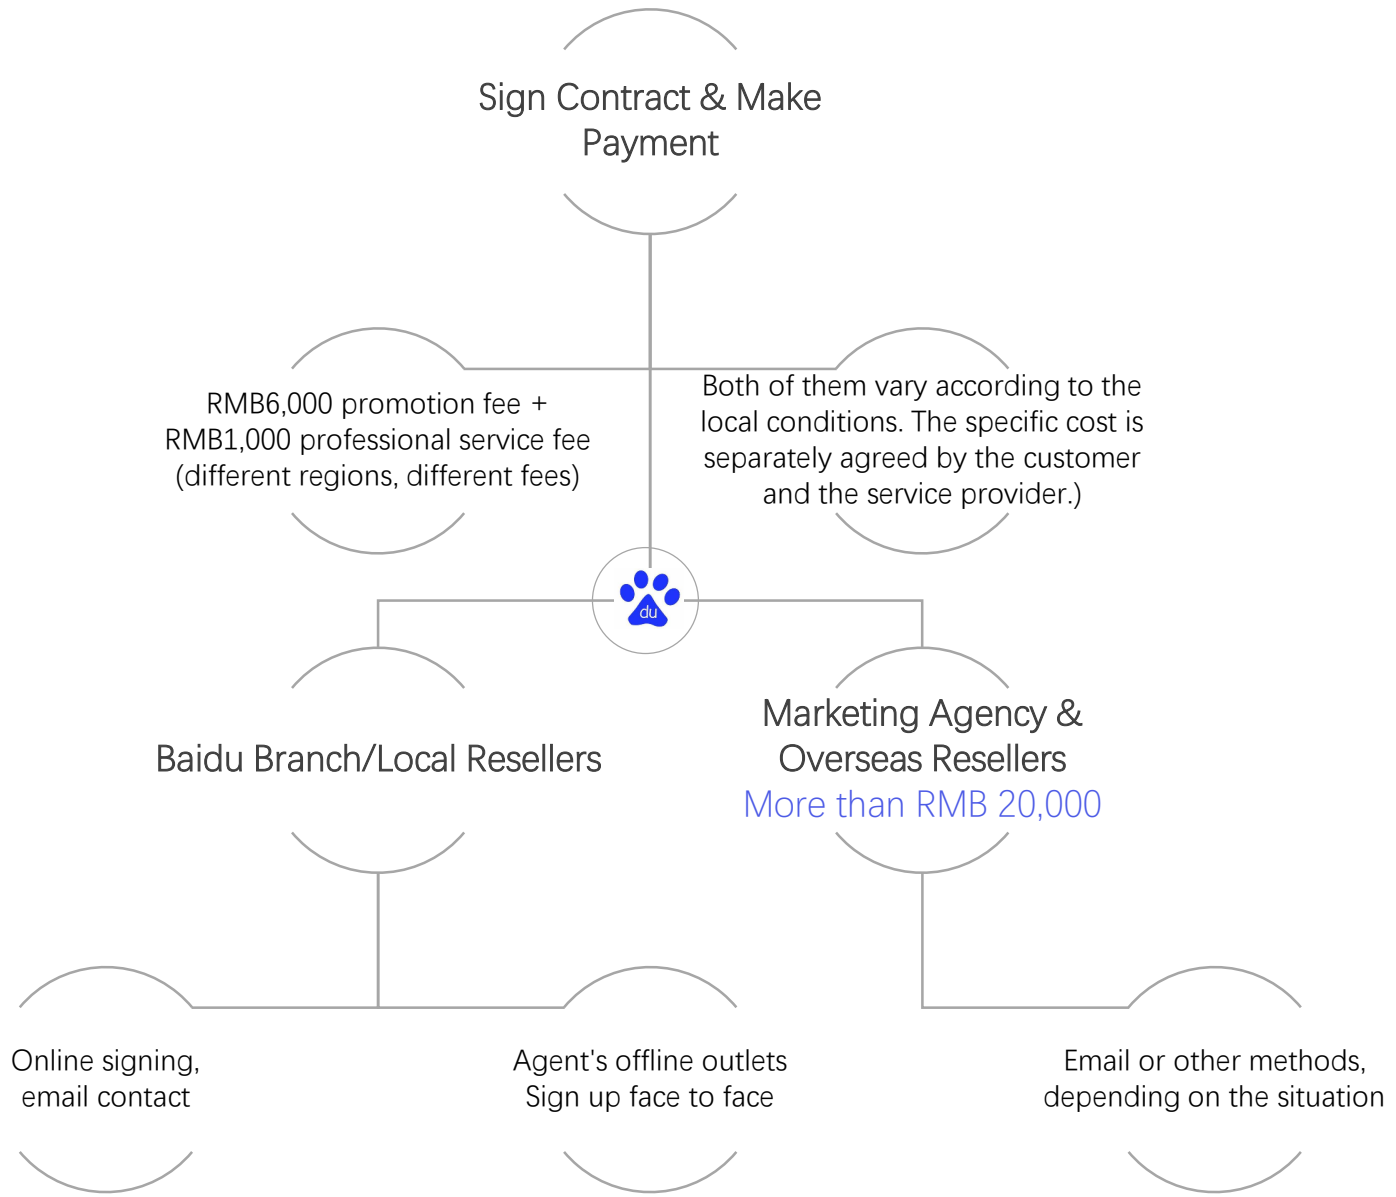 Sign Contract & Make
Payment
RMB6,000 promotion fee +
RMB1,000 professional service fee
(different regions, different fees)
Both of them vary according to the
local conditions. The specific cost is
separately agreed by the customer
and the service provider.)
du
Baidu Branch/Local Resellers
Marketing Agency &
Overseas Resellers
More than RMB 20,000
Online signing,
email contact
Agent's offline outlets
Sign up face to face
Email or other methods,
depending on the situation